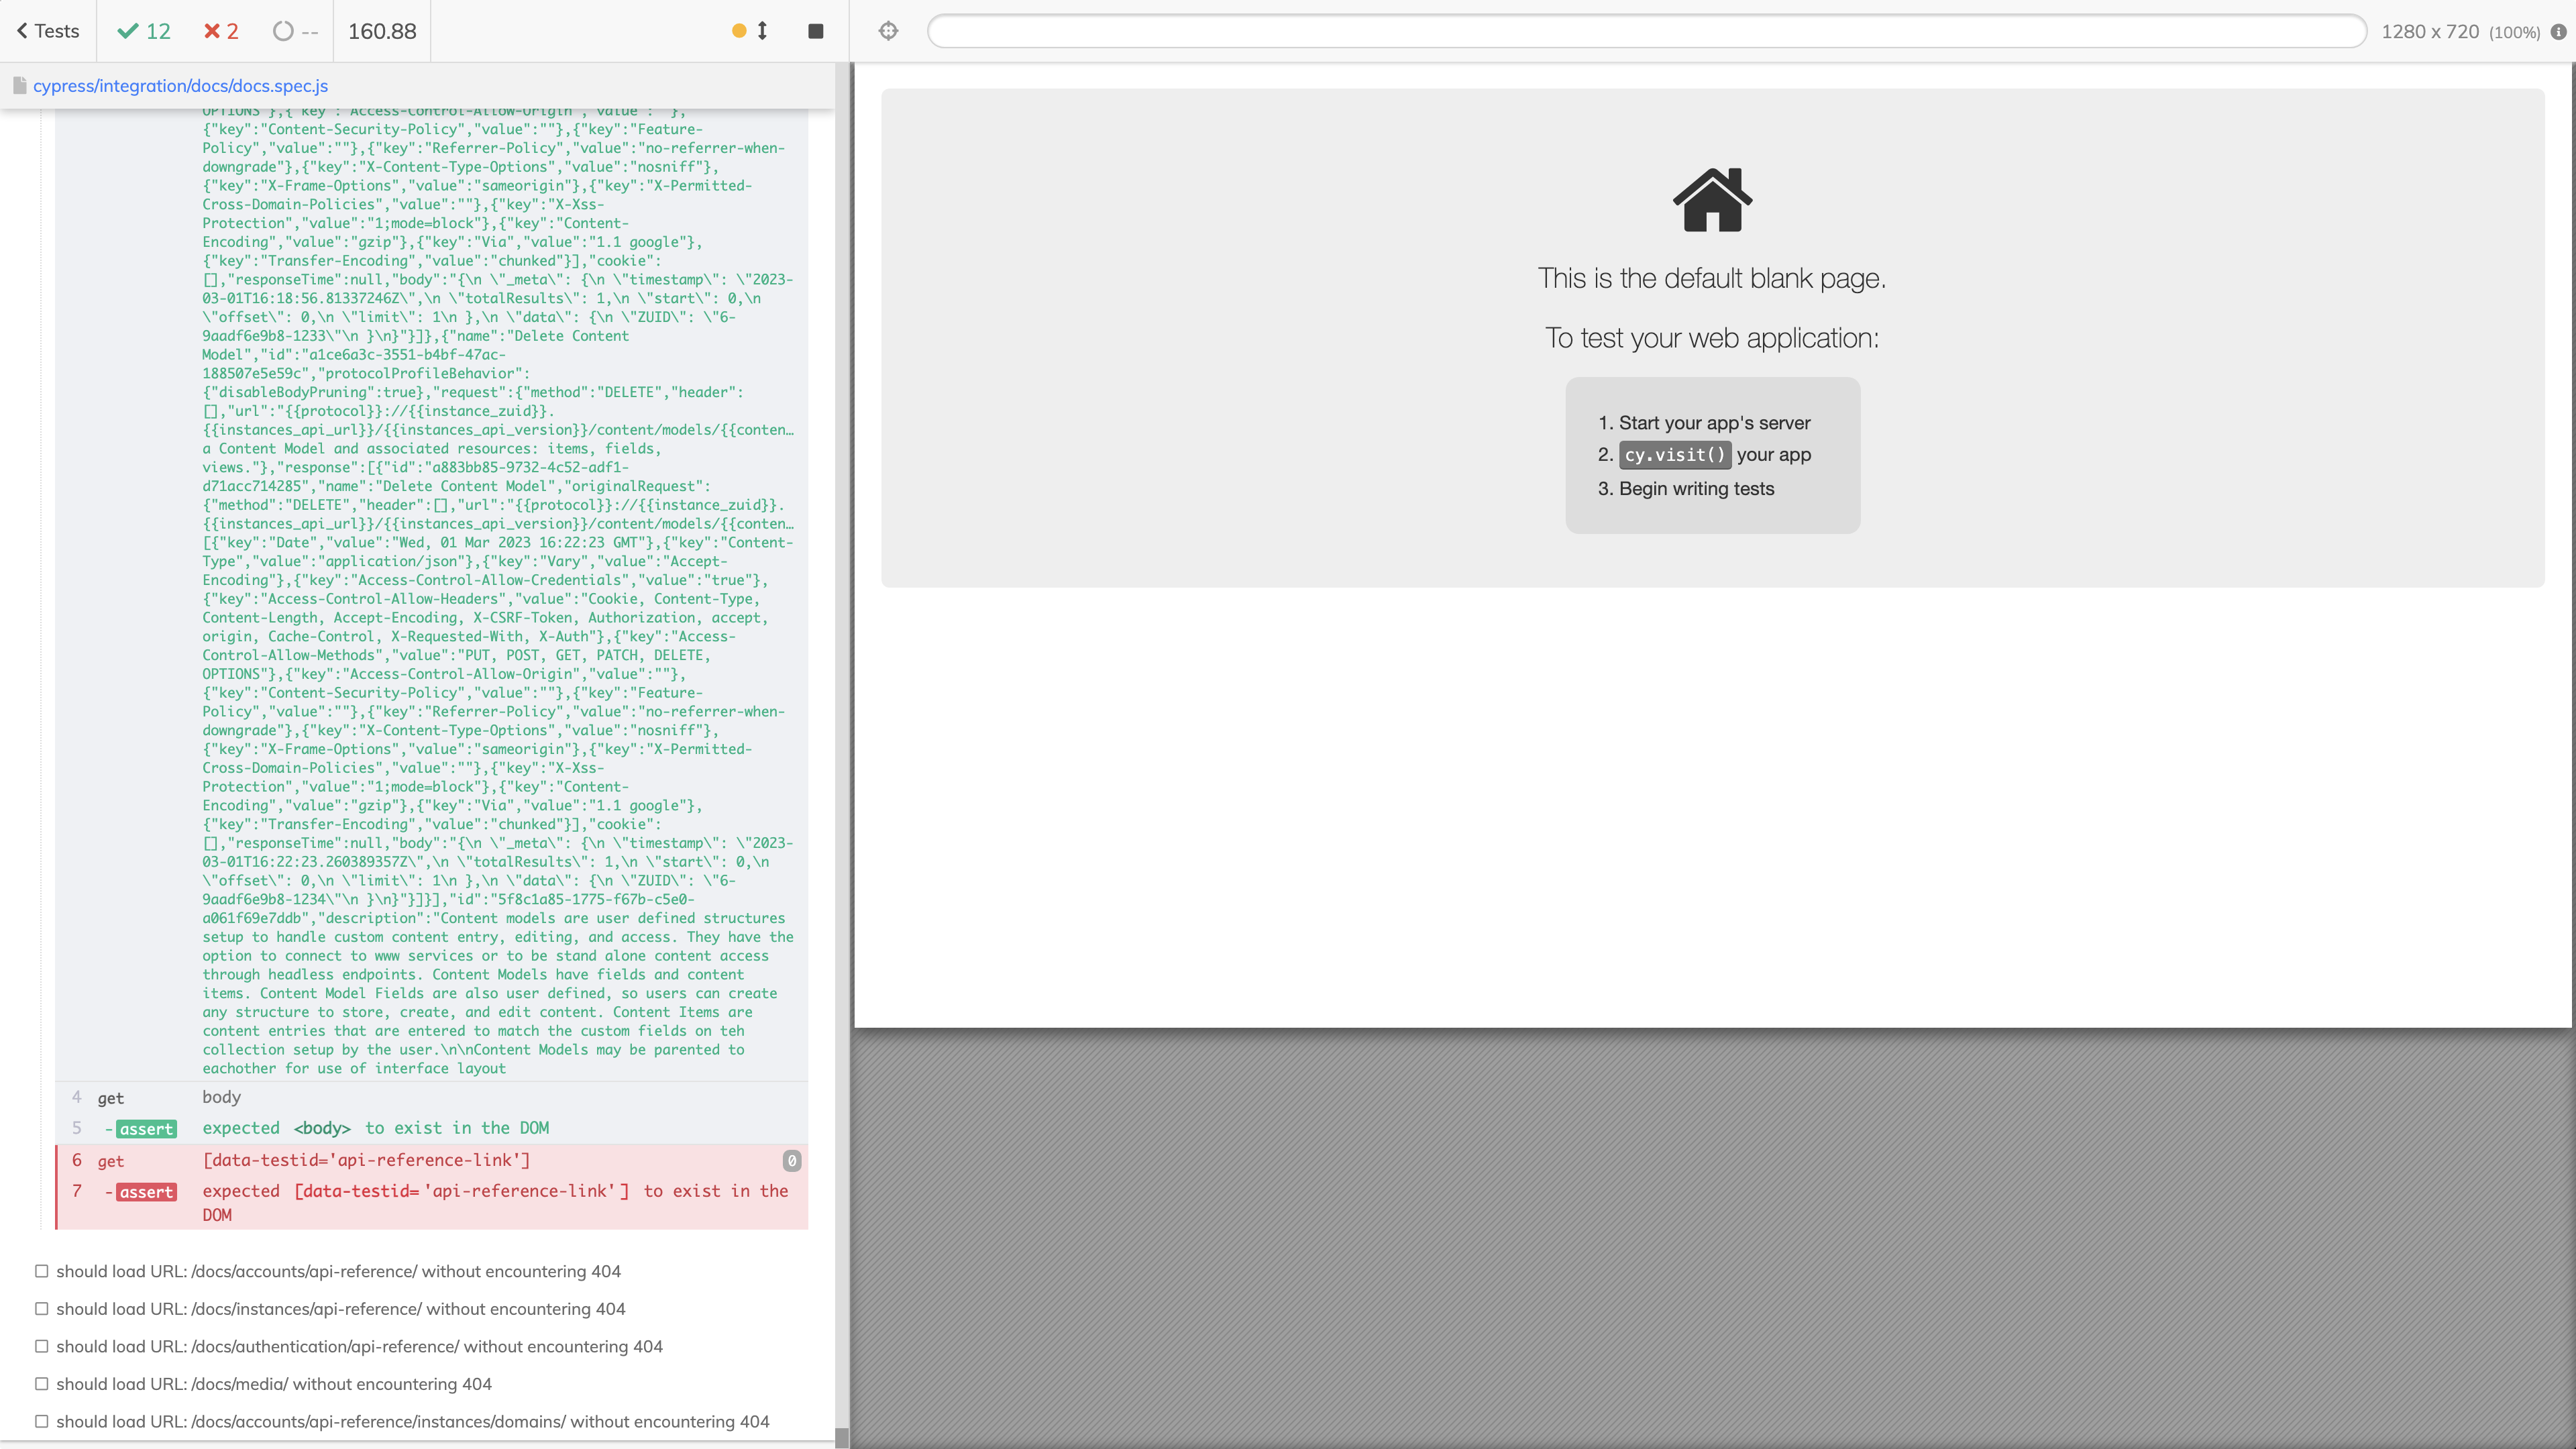 Tests
12
2
--
160.88
1280 x 720 (100%)
cypress/integration/docs/docs.spec.js
OPTIONS"},{"key":"Access-Control-Allow-Origin","value":""},
{"key":"Content-Security-Policy","value":""},{"key":"Feature-
Policy","value":""},{"key":"Referrer-Policy","value":"no-referrer-when-
downgrade"},{"key":"X-Content-Type-Options","value":"nosniff"},
{"key":"X-Frame-Options","value":"sameorigin"},{"key":"X-Permitted-
Cross-Domain-Policies","value":""},{"key":"X-Xss-
Protection","value":"1;mode=block"},{"key":"Content-
Encoding","value":"gzip"},{"key":"Via","value":"1.1 google"},
{"key":"Transfer-Encoding","value":"chunked"}],"cookie":
[],"responseTime":null,"body":"{\n \"_meta\": {\n \"timestamp\": \"2023-
03-01T16:18:56.81337246Z\",\n \"totalResults\": 1,\n \"start\": 0,\n
\"offset\": 0,\n \"limit\": 1\n },\n \"data\": {\n \"ZUID\": \"6-
9aadf6e9b8-1233\"\n }\n}"}]},{"name":"Delete Content
Model","id":"a1ce6a3c-3551-b4bf-47ac-
188507e5e59c","protocolProfileBehavior":
{"disableBodyPruning":true},"request":{"method":"DELETE","header":
[],"url":"{{protocol}}://{{instance_zuid}}.
{{instances_api_url}}/{{instances_api_version}}/content/models/{{conten…
a Content Model and associated resources: items, fields,
views."},"response":[{"id":"a883bb85-9732-4c52-adf1-
d71acc714285","name":"Delete Content Model","originalRequest":
{"method":"DELETE","header":[],"url":"{{protocol}}://{{instance_zuid}}.
{{instances_api_url}}/{{instances_api_version}}/content/models/{{conten…
[{"key":"Date","value":"Wed, 01 Mar 2023 16:22:23 GMT"},{"key":"Content-
Type","value":"application/json"},{"key":"Vary","value":"Accept-
Encoding"},{"key":"Access-Control-Allow-Credentials","value":"true"},
{"key":"Access-Control-Allow-Headers","value":"Cookie, Content-Type,
Content-Length, Accept-Encoding, X-CSRF-Token, Authorization, accept,
origin, Cache-Control, X-Requested-With, X-Auth"},{"key":"Access-
Control-Allow-Methods","value":"PUT, POST, GET, PATCH, DELETE,
OPTIONS"},{"key":"Access-Control-Allow-Origin","value":""},
{"key":"Content-Security-Policy","value":""},{"key":"Feature-
Policy","value":""},{"key":"Referrer-Policy","value":"no-referrer-when-
downgrade"},{"key":"X-Content-Type-Options","value":"nosniff"},
{"key":"X-Frame-Options","value":"sameorigin"},{"key":"X-Permitted-
Cross-Domain-Policies","value":""},{"key":"X-Xss-
Protection","value":"1;mode=block"},{"key":"Content-
Encoding","value":"gzip"},{"key":"Via","value":"1.1 google"},
{"key":"Transfer-Encoding","value":"chunked"}],"cookie":
[],"responseTime":null,"body":"{\n \"_meta\": {\n \"timestamp\": \"2023-
03-01T16:22:23.260389357Z\",\n \"totalResults\": 1,\n \"start\": 0,\n
\"offset\": 0,\n \"limit\": 1\n },\n \"data\": {\n \"ZUID\": \"6-
9aadf6e9b8-1234\"\n }\n}"}]}],"id":"5f8c1a85-1775-f67b-c5e0-
a061f69e7ddb","description":"Content models are user defined structures
setup to handle custom content entry, editing, and access. They have the
option to connect to www services or to be stand alone content access
through headless endpoints. Content Models have fields and content
items. Content Model Fields are also user defined, so users can create
any structure to store, create, and edit content. Content Items are
content entries that are entered to match the custom fields on teh
collection setup by the user.\n\nContent Models may be parented to
eachother for use of interface layout
4 get body
5 -assert expected <body> to exist in the DOM
6 get [data-testid='api-reference-link'] 0
7 -assert expected [data-testid='api-reference-link'] to exist in the
DOM
should load URL: /docs/accounts/api-reference/ without encountering 404
should load URL: /docs/instances/api-reference/ without encountering 404
should load URL: /docs/authentication/api-reference/ without encountering 404
should load URL: /docs/media/ without encountering 404
should load URL: /docs/accounts/api-reference/instances/domains/ without encountering 404
This is the default blank page.
To test your web application:
1. Start your app's server
2. cy.visit() your app
3. Begin writing tests